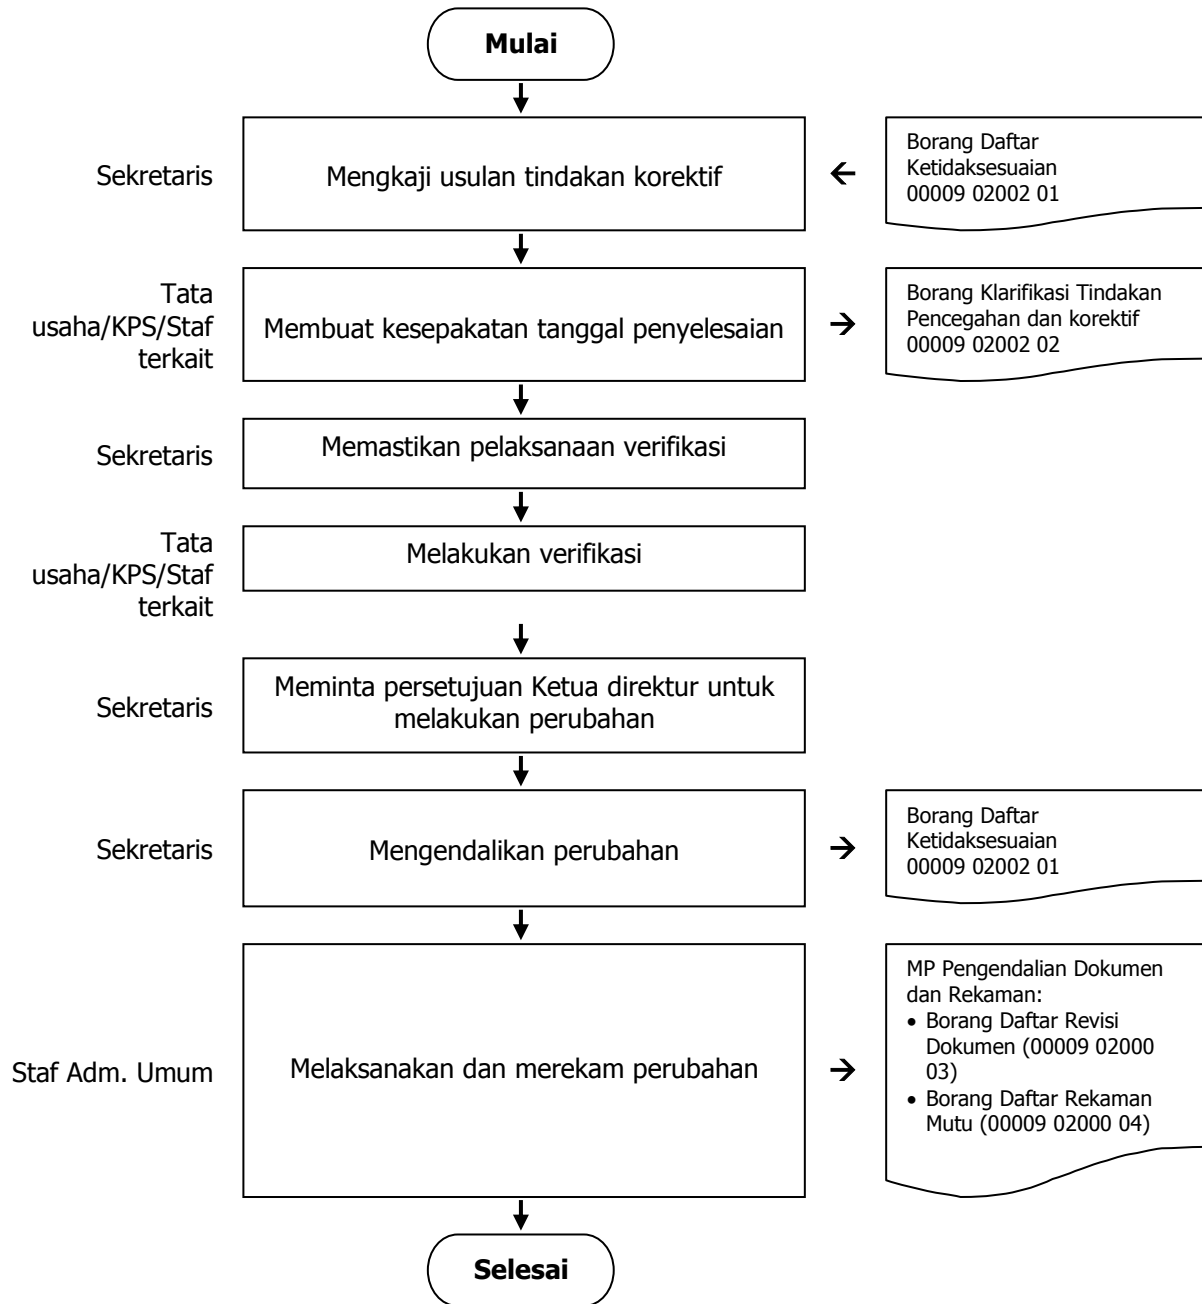 Mulai
Sekretaris
Mengkaji usulan tindakan korektif
←
Borang Daftar
Ketidaksesuaian
00009 02002 01
Tata
usaha/KPS/Staf
terkait
Membuat kesepakatan tanggal penyelesaian
→
Borang Klarifikasi Tindakan
Pencegahan dan korektif
00009 02002 02
Sekretaris
Memastikan pelaksanaan verifikasi
Tata
usaha/KPS/Staf
terkait
Melakukan verifikasi
Sekretaris
Meminta persetujuan Ketua direktur untuk
melakukan perubahan
Sekretaris
Mengendalikan perubahan
→
Borang Daftar
Ketidaksesuaian
00009 02002 01
Staf Adm. Umum
Melaksanakan dan merekam perubahan
→
MP Pengendalian Dokumen
dan Rekaman:
• Borang Daftar Revisi
Dokumen (00009 02000
03)
• Borang Daftar Rekaman
Mutu (00009 02000 04)
Selesai